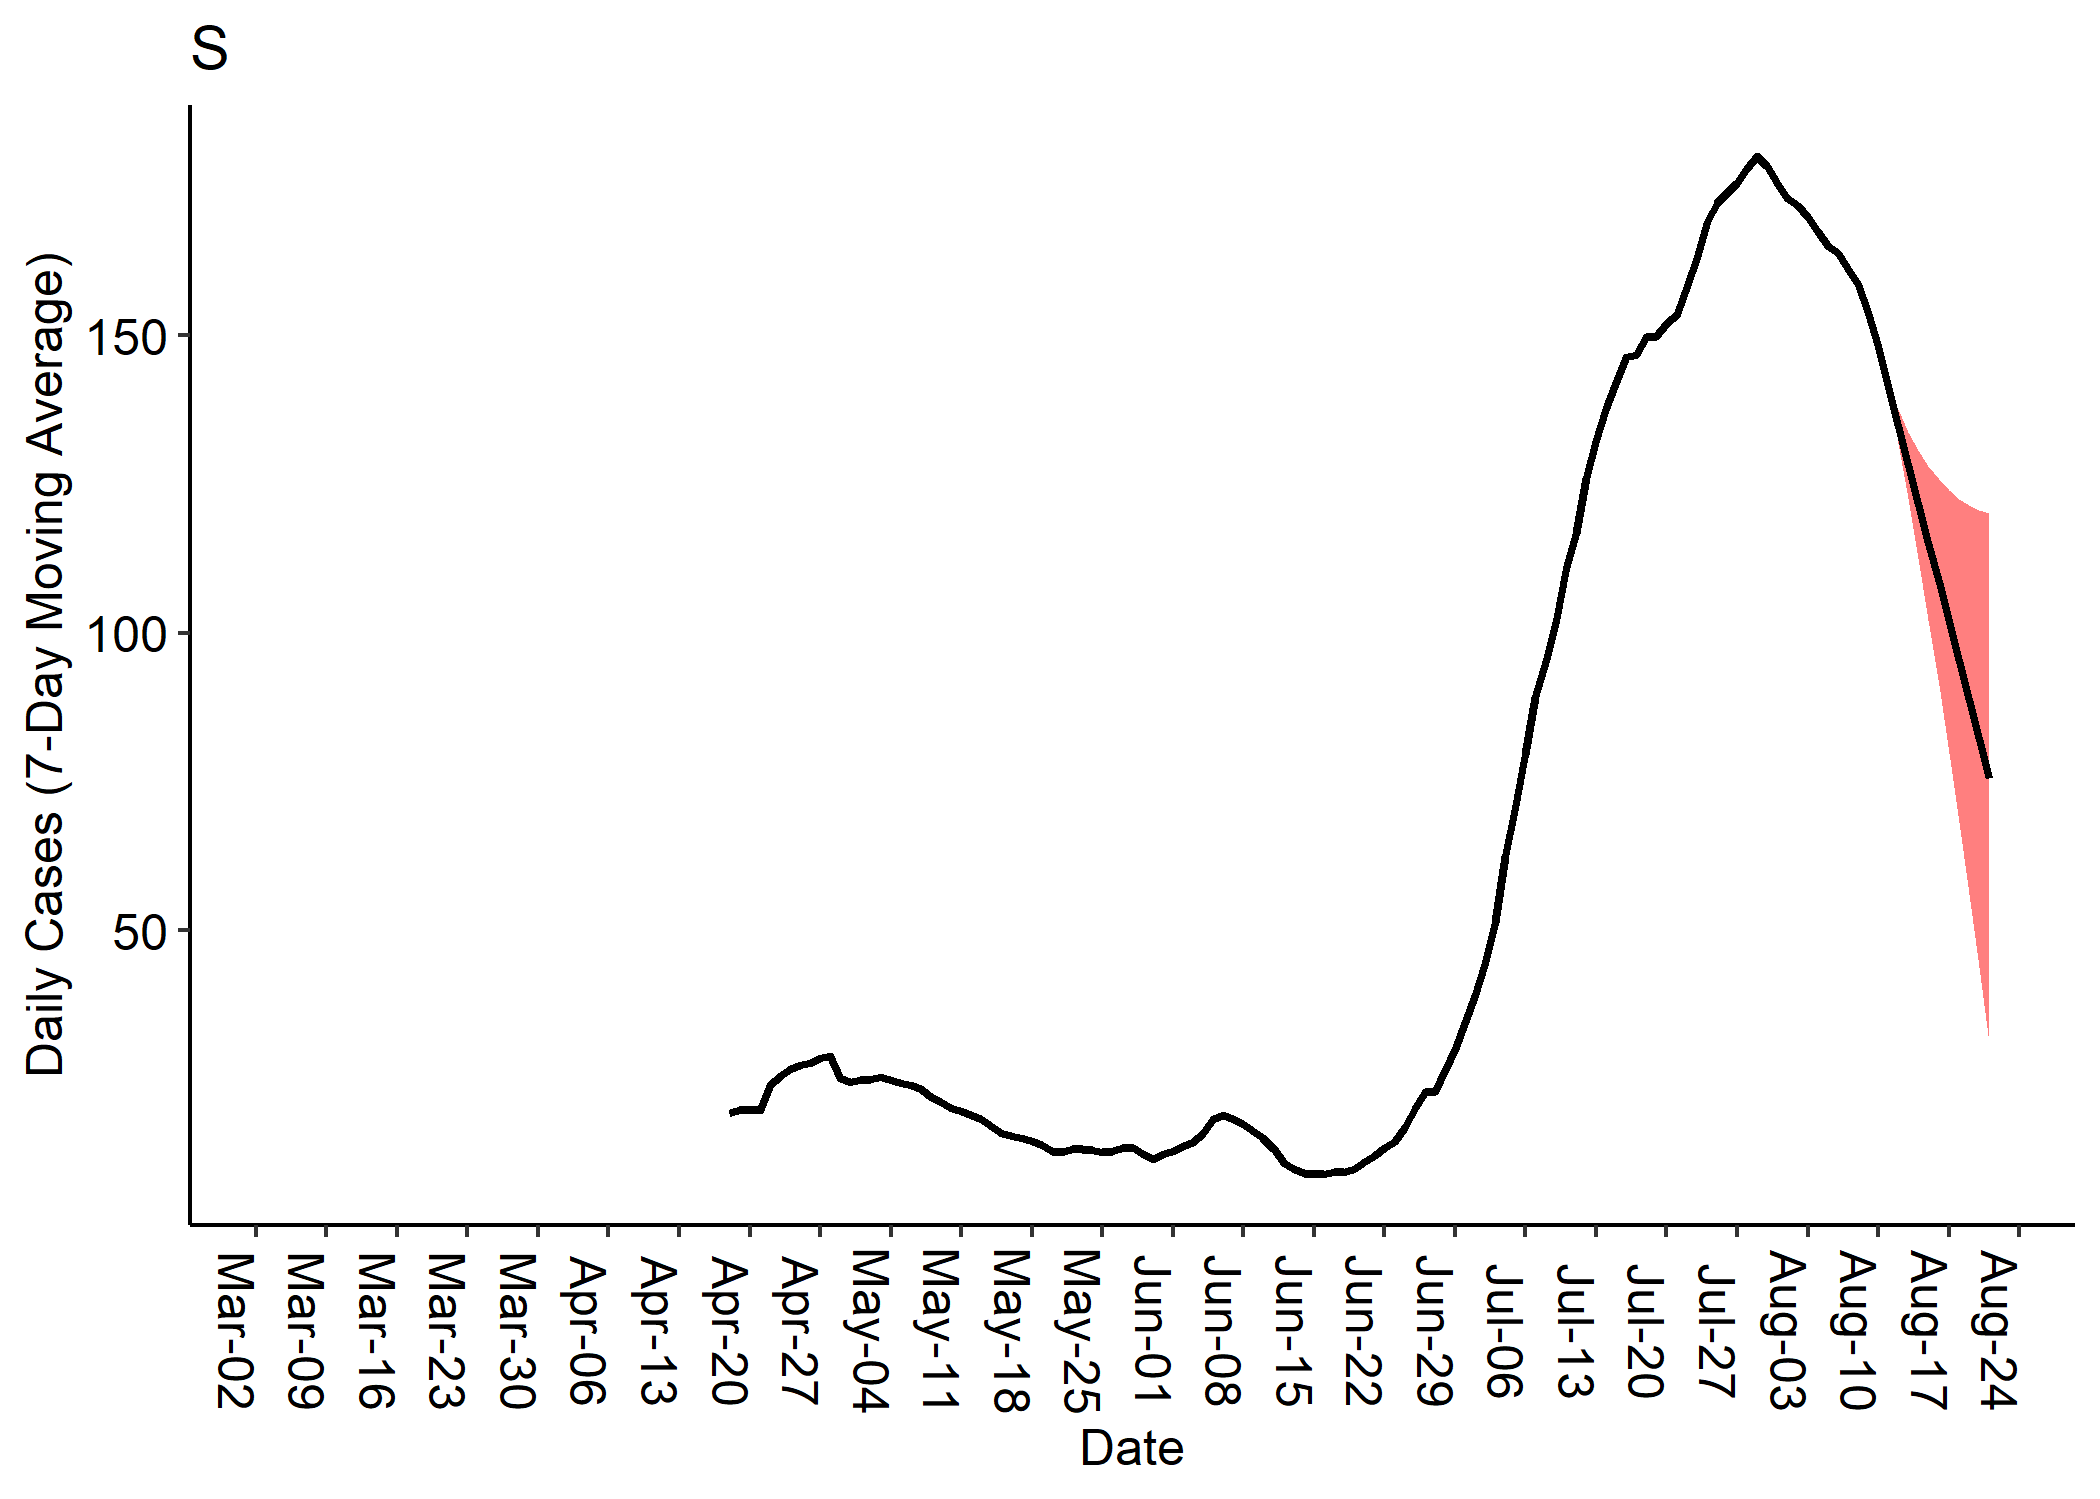 S
Daily Cases (7-Day Moving Average)
150
100
50
Mar-02
Mar-09
Mar-16
Mar-23
Mar-30
Apr-06
Apr-13
Apr-20
Apr-27
May-04
May-11
May-18
May-25
Jun-01
Jun-08
Jun-15
Jun-22
Jun-29
Jul-06
Jul-13
Jul-20
Jul-27
Aug-03
Aug-10
Aug-17
Aug-24
Date